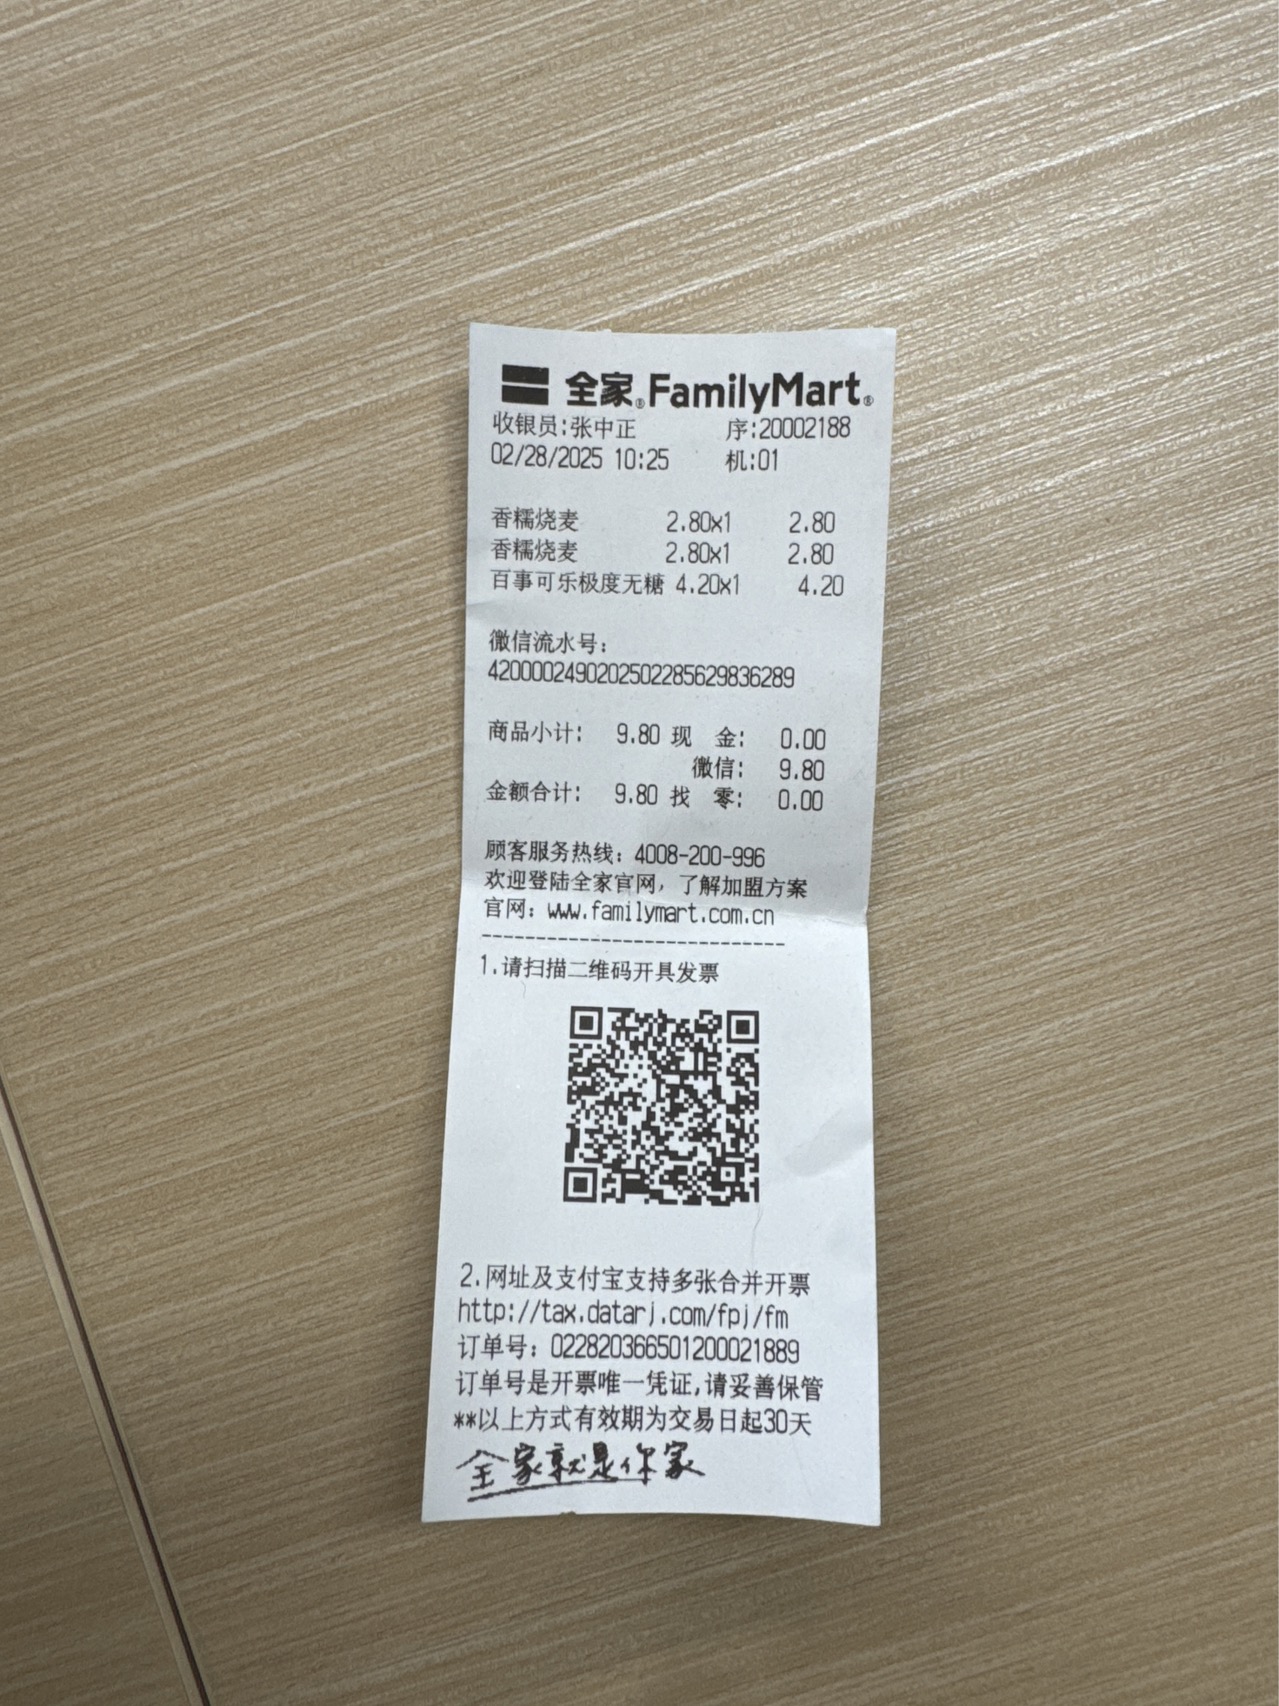 全家®FamilyMart®
收银员:张中正 序:20002188
02/28/2025 10:25 机:01
香糯烧麦 2.80x1 2.80
香糯烧麦 2.80x1 2.80
百事可乐极度无糖 4.20x1 4.20
微信流水号:
4200002490202502285629836289
商品小计: 9.80 现 金: 0.00
微信: 9.80
金额合计: 9.80 找 零: 0.00
顾客服务热线: 4008-200-996
欢迎登陆全家官网, 了解加盟方案
官网: www.familymart.com.cn
----------------------------
1.请扫描二维码开具发票
2.网址及支付宝支持多张合并开票
http://tax.datarj.com/fpj/fm
订单号: 022820366501200021889
订单号是开票唯一凭证,请妥善保管
**以上方式有效期为交易日起30天
全家就是你家